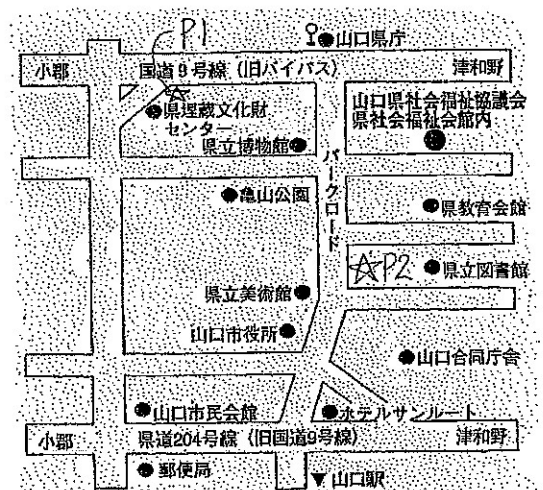 P1
山口県庁
小郡 国道9号線(旧バイパス) 津和野
県埋蔵文化財
センター
山口県社会福祉協議会
県社会福祉会館内
県立博物館
パークロード
亀山公園
県教育会館
P2
県立図書館
県立美術館
山口市役所
山口合同庁舎
山口市民会館
ホテルサンルート
小郡 県道204号線(旧国道9号線) 津和野
郵便局
▼山口駅